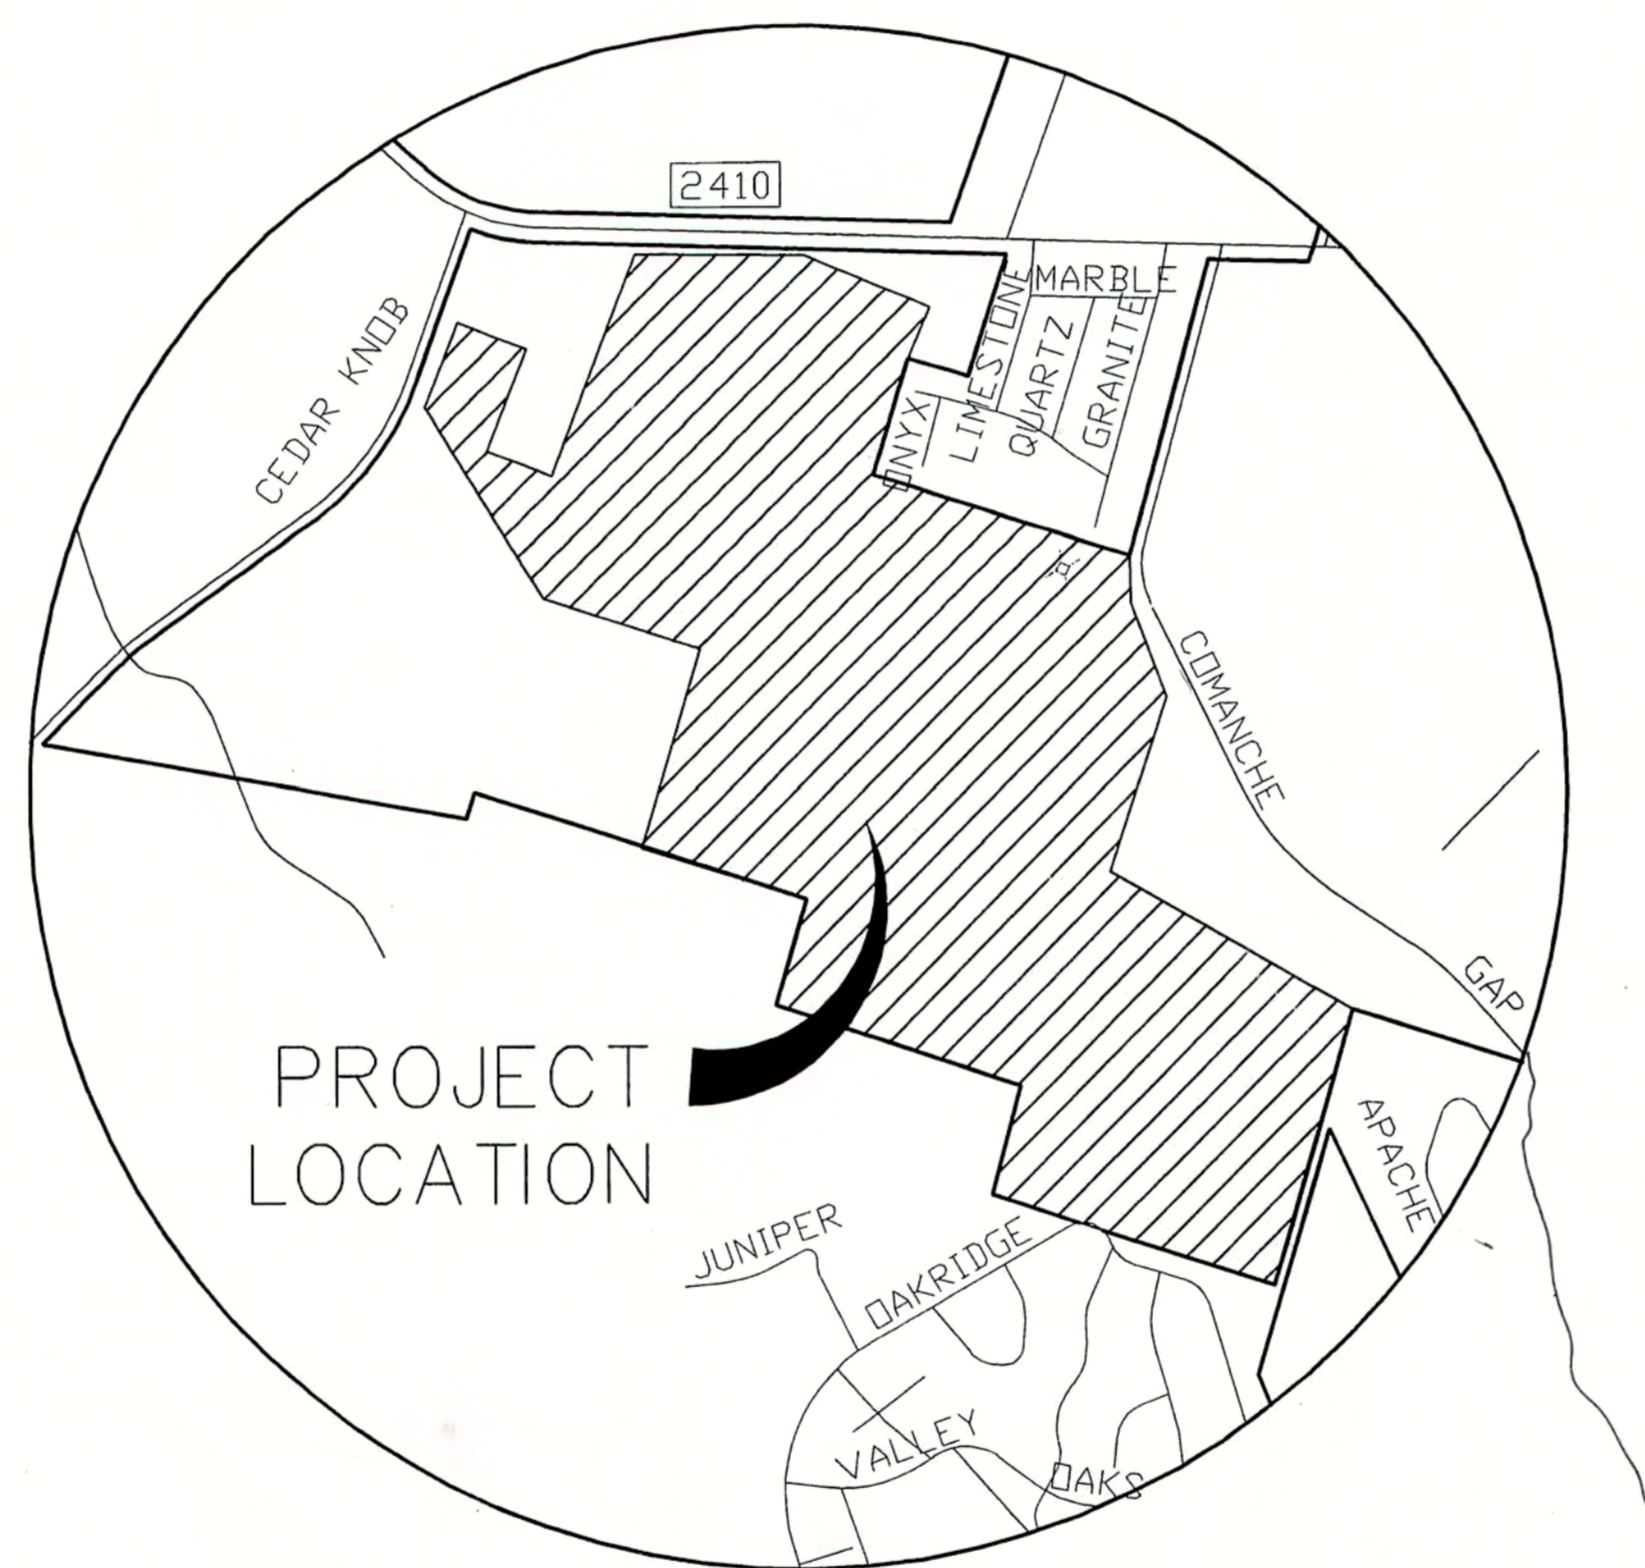 2410
MARBLE
LIMESTONE
QUARTZ
GRANITE
ONYX
CEDAR KNOB
COMANCHE
GAP
PROJECT
LOCATION
APACHE
JUNIPER
OAKRIDGE
VALLEY
OAKS